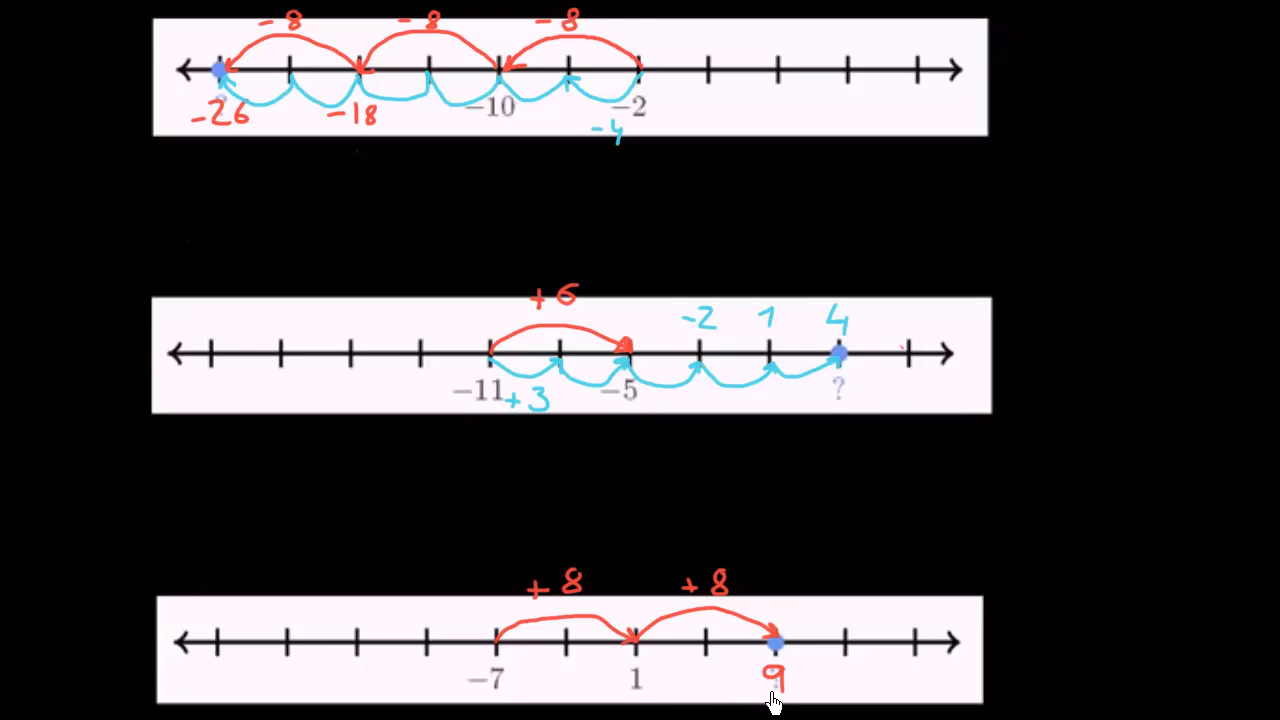 -8 -8 -8
-26 -18 −10 −2
-4
+6 -2 1 4
−11 +3 −5 ?
+8 +8
−7 1 9